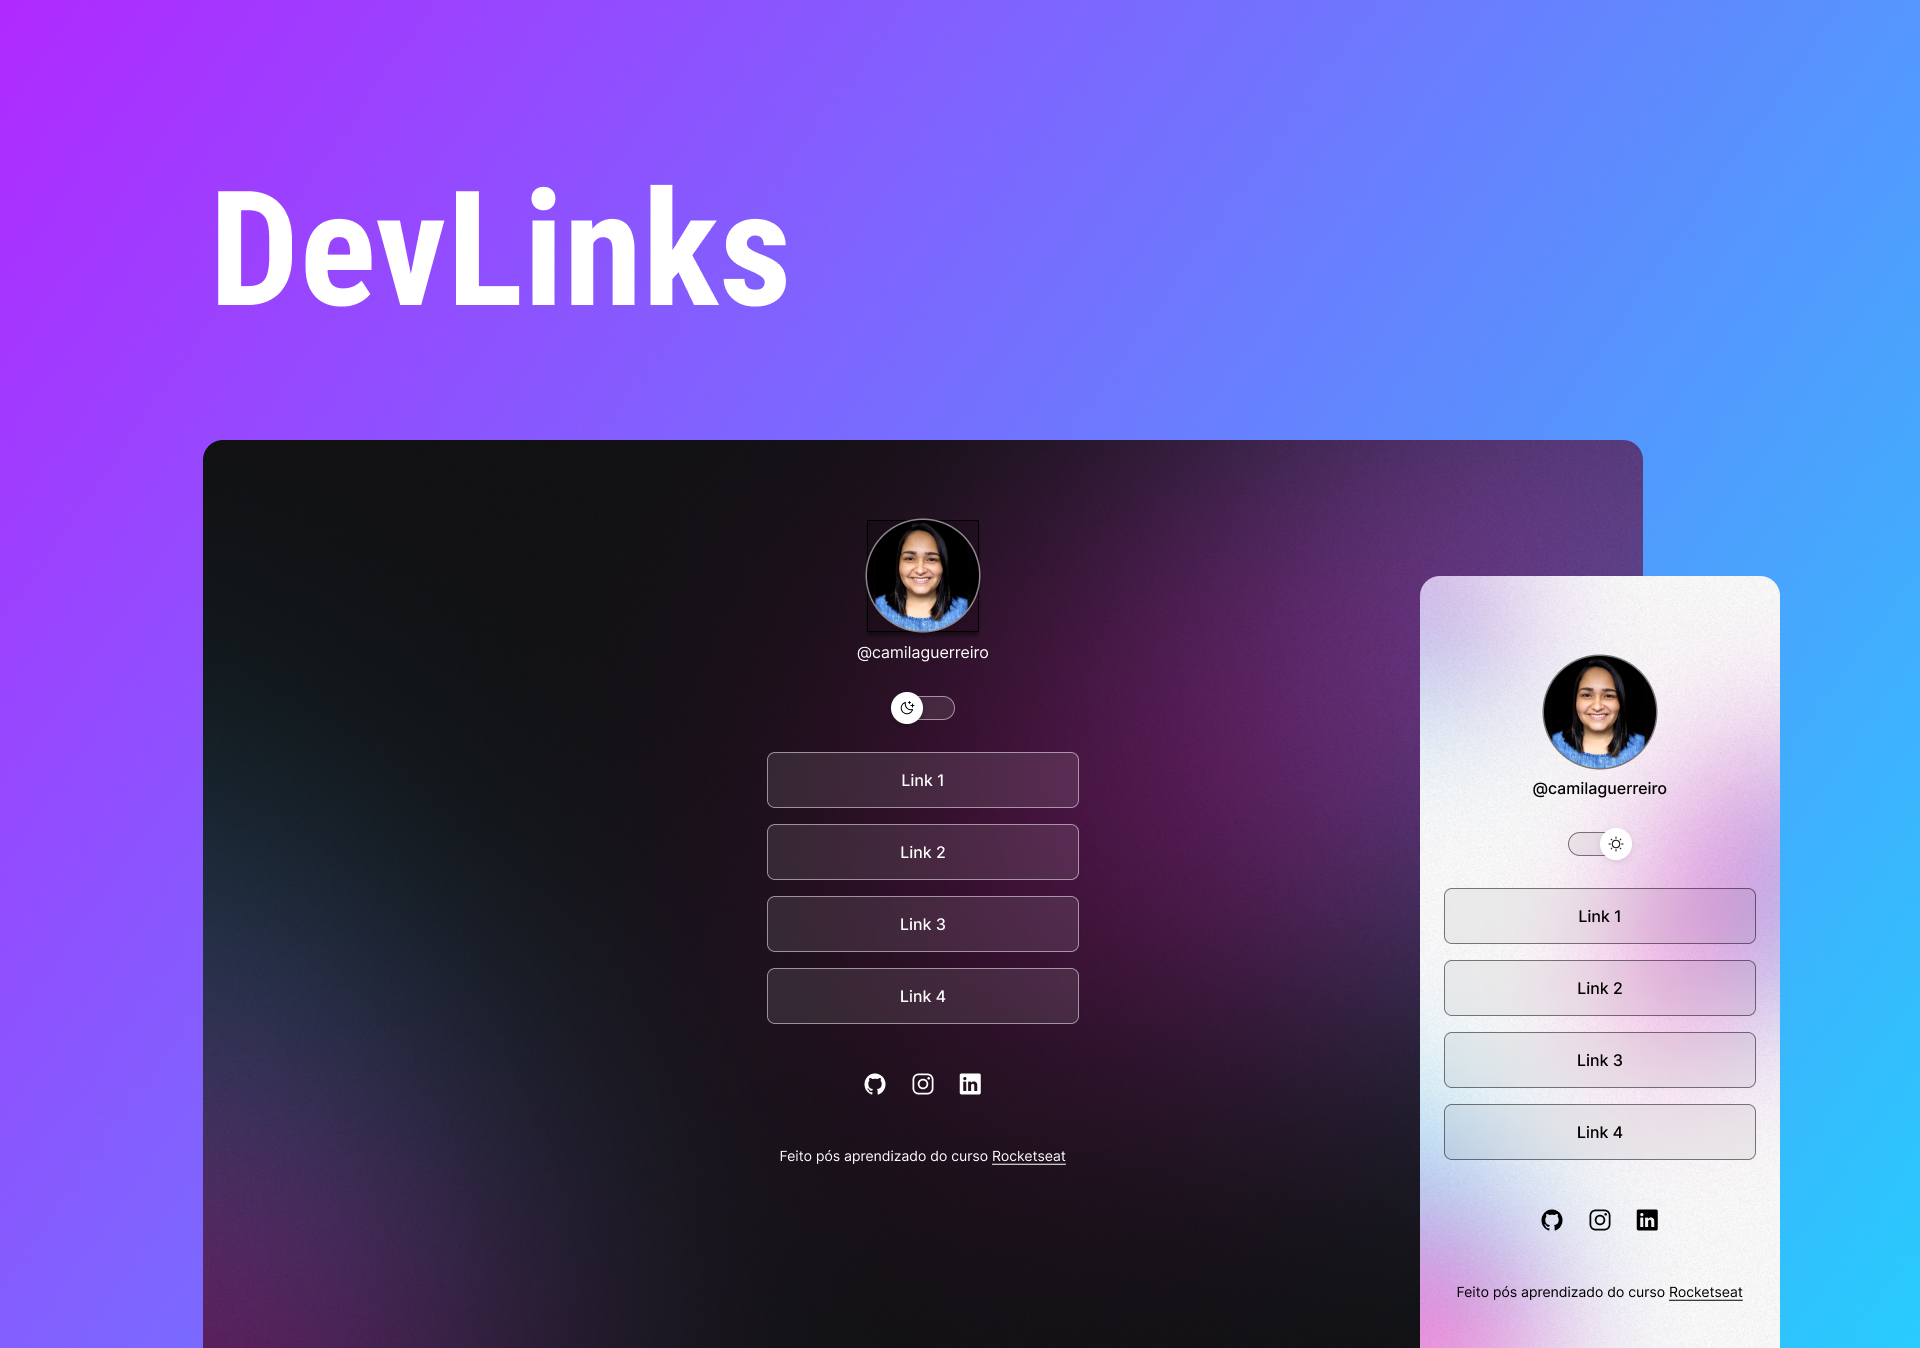 DevLinks
@camilaguerreiro
Link 1
Link 2
Link 3
Link 4
Feito pós aprendizado do curso Rocketseat
@camilaguerreiro
Link 1
Link 2
Link 3
Link 4
Feito pós aprendizado do curso Rocketseat